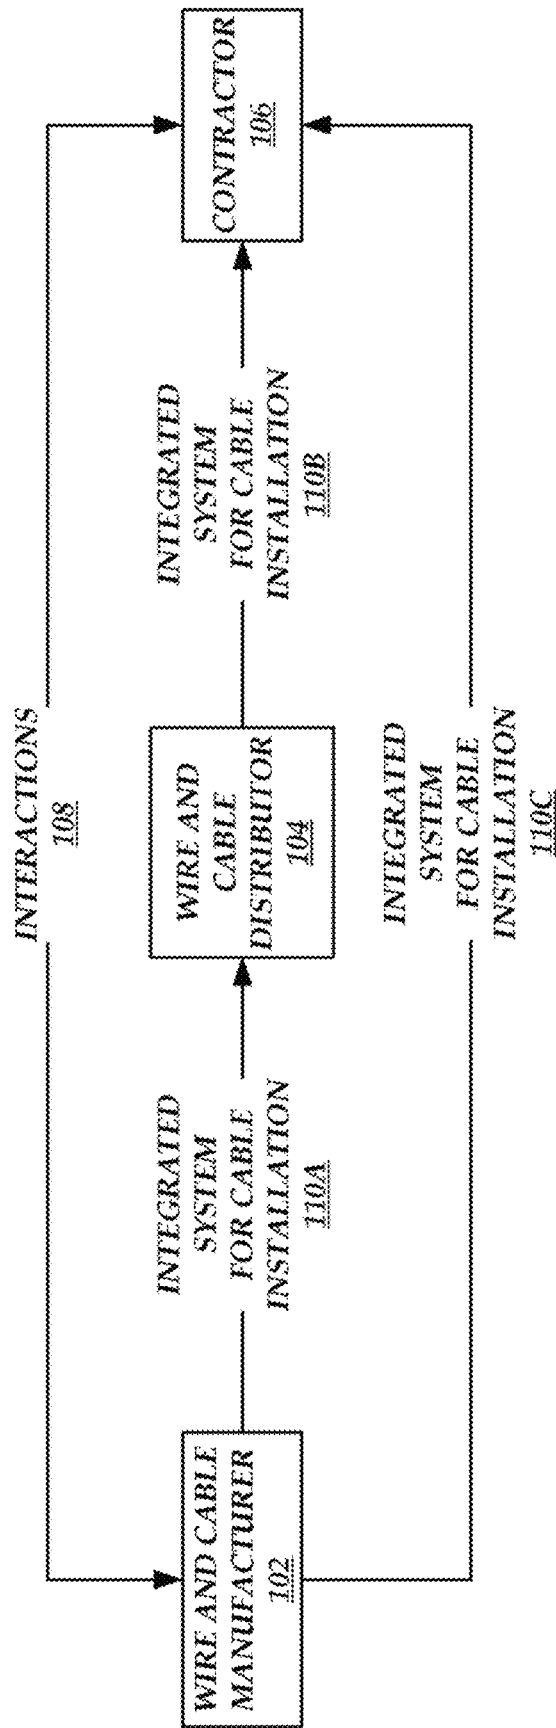 INTERACTIONS
108
WIRE AND CABLE
MANUFACTURER
102
INTEGRATED
SYSTEM
FOR CABLE
INSTALLATION
110A
WIRE AND
CABLE
DISTRIBUTOR
104
INTEGRATED
SYSTEM
FOR CABLE
INSTALLATION
110B
CONTRACTOR
106
INTEGRATED
SYSTEM
FOR CABLE
INSTALLATION
110C